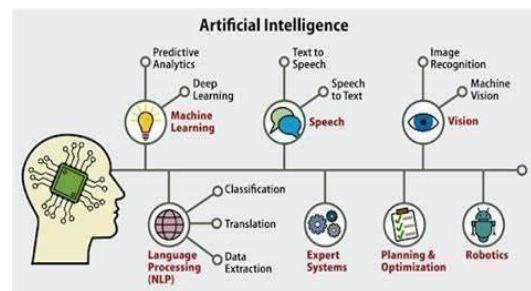 Artificial Intelligence
Predictive
Analytics
Deep
Learning
Machine
Learning
Text to
Speech
Speech
to Text
Speech
Image
Recognition
Machine
Vision
Vision
Classification
Translation
Data
Extraction
Language
Processing
(NLP)
Expert
Systems
Planning &
Optimization
Robotics